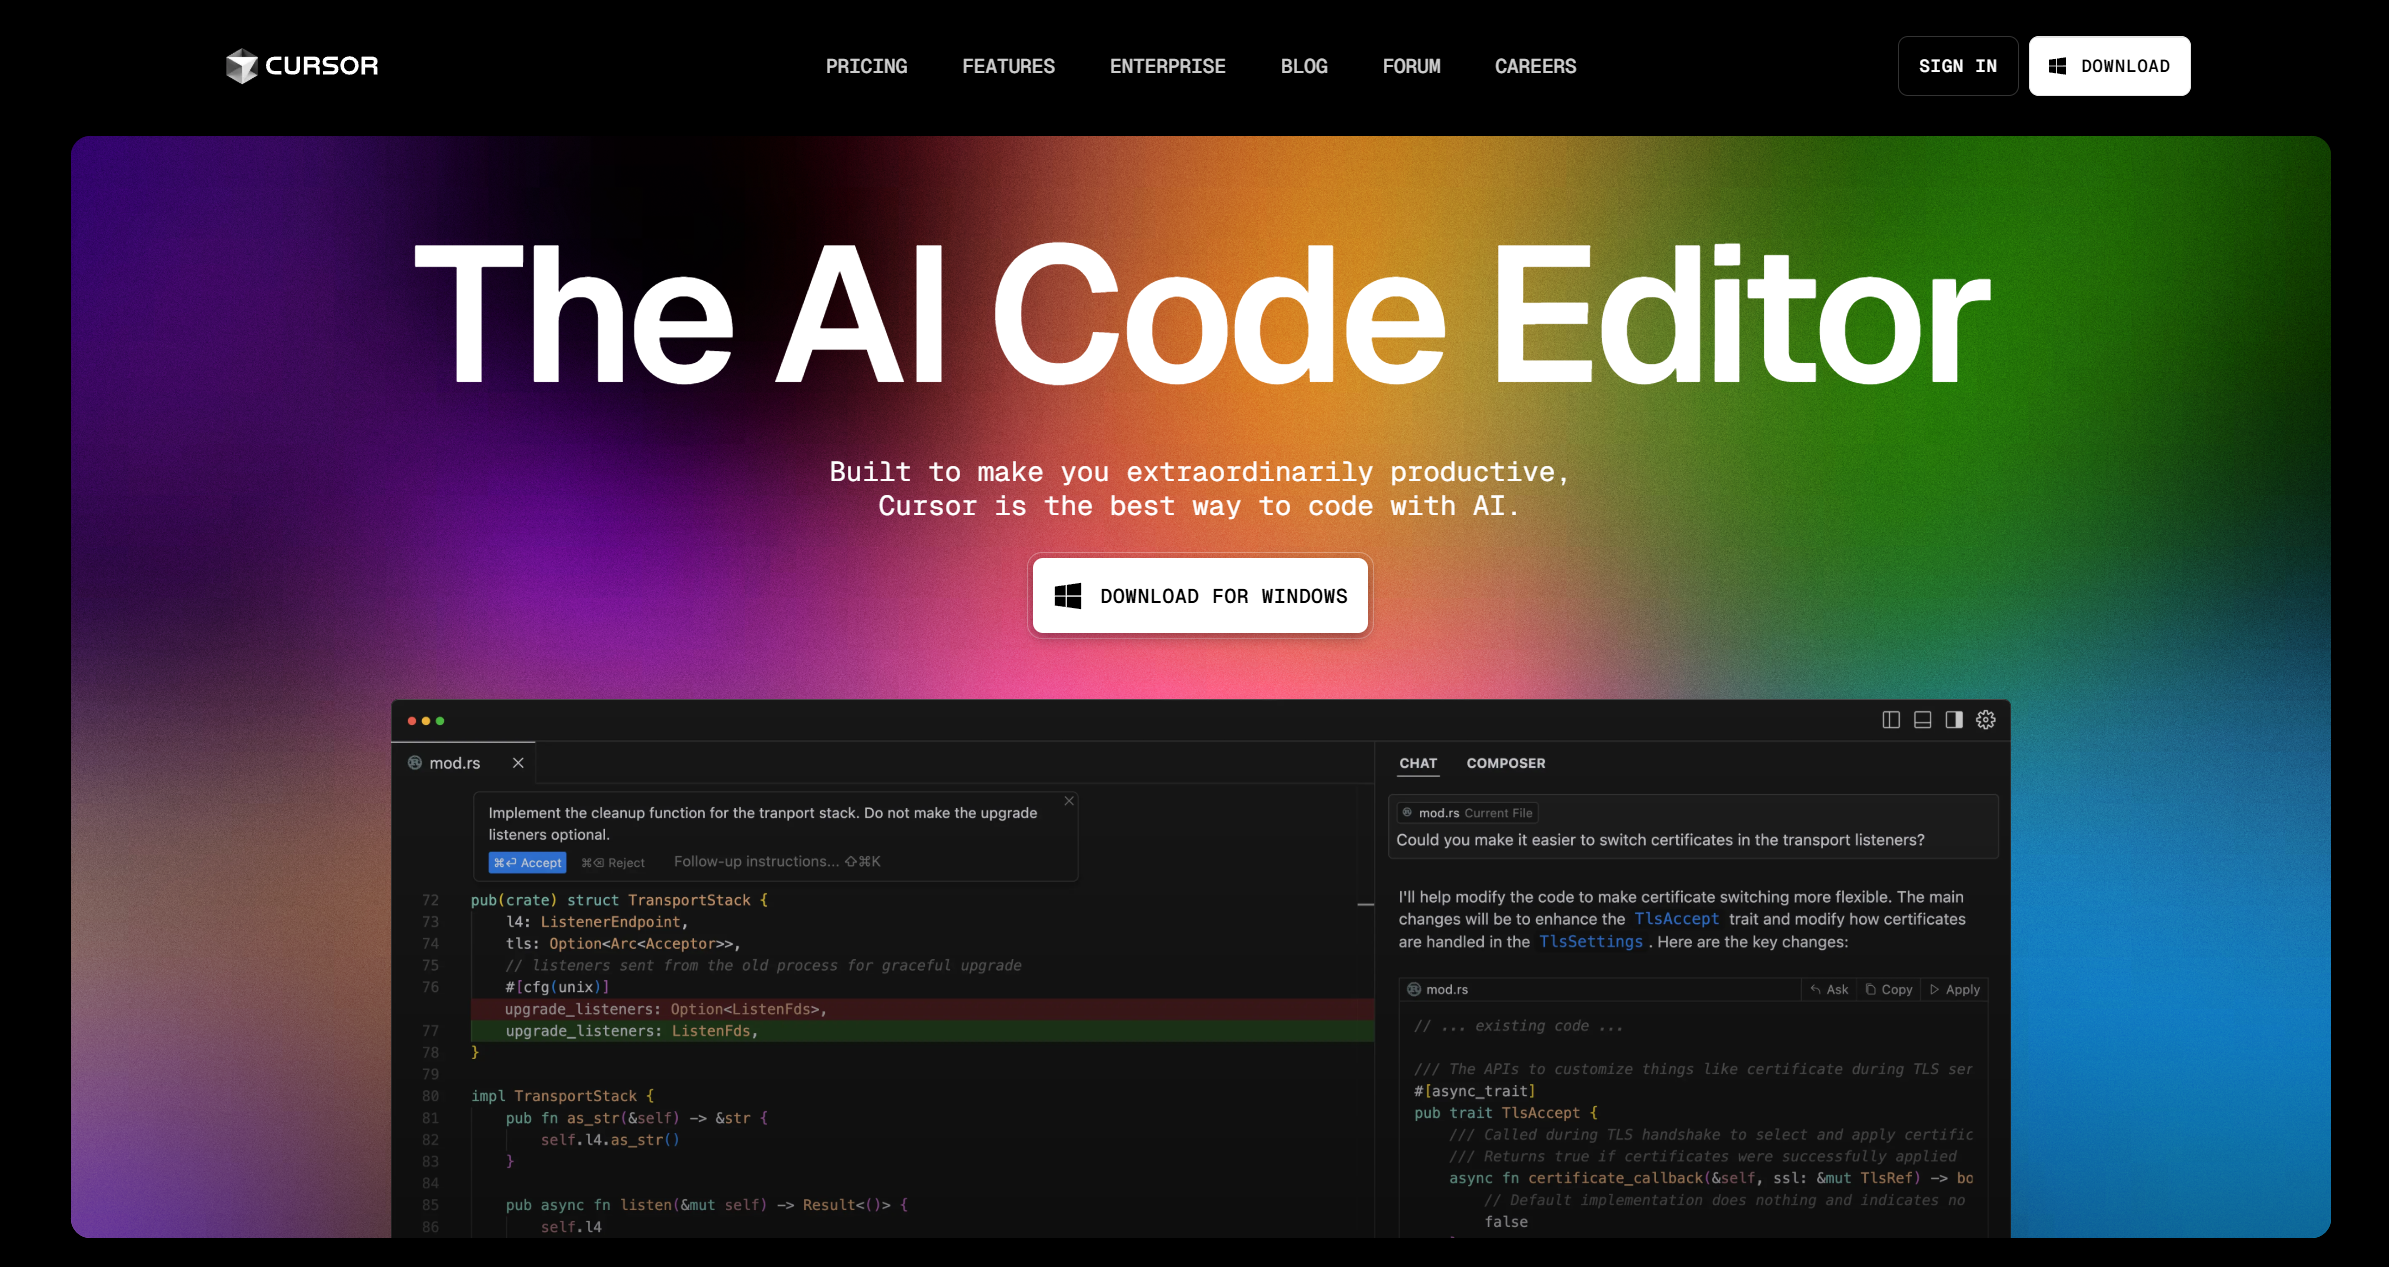 CURSOR
PRICING FEATURES ENTERPRISE BLOG FORUM CAREERS
SIGN IN
DOWNLOAD
The AI Code Editor
Built to make you extraordinarily productive,
Cursor is the best way to code with AI.
DOWNLOAD FOR WINDOWS
mod.rs
Implement the cleanup function for the tranport stack. Do not make the upgrade
listeners optional.
⌘⏎ Accept ⌘⌫ Reject Follow-up instructions... ⇧⌘K
72 pub(crate) struct TransportStack {
73 l4: ListenerEndpoint,
74 tls: Option<Arc<Acceptor>>,
75 // listeners sent from the old process for graceful upgrade
76 #[cfg(unix)]
upgrade_listeners: Option<ListenFds>,
77 upgrade_listeners: ListenFds,
78 }
79
80 impl TransportStack {
81 pub fn as_str(&self) -> &str {
82 self.l4.as_str()
83 }
84
85 pub async fn listen(&mut self) -> Result<()> {
86 self.l4
CHAT COMPOSER
mod.rs Current File
Could you make it easier to switch certificates in the transport listeners?
I'll help modify the code to make certificate switching more flexible. The main
changes will be to enhance the TlsAccept trait and modify how certificates
are handled in the TlsSettings . Here are the key changes:
mod.rs Ask Copy Apply
// ... existing code ...
/// The APIs to customize things like certificate during TLS ser
#[async_trait]
pub trait TlsAccept {
/// Called during TLS handshake to select and apply certific
/// Returns true if certificates were successfully applied
async fn certificate_callback(&self, ssl: &mut TlsRef) -> bo
// Default implementation does nothing and indicates no
false